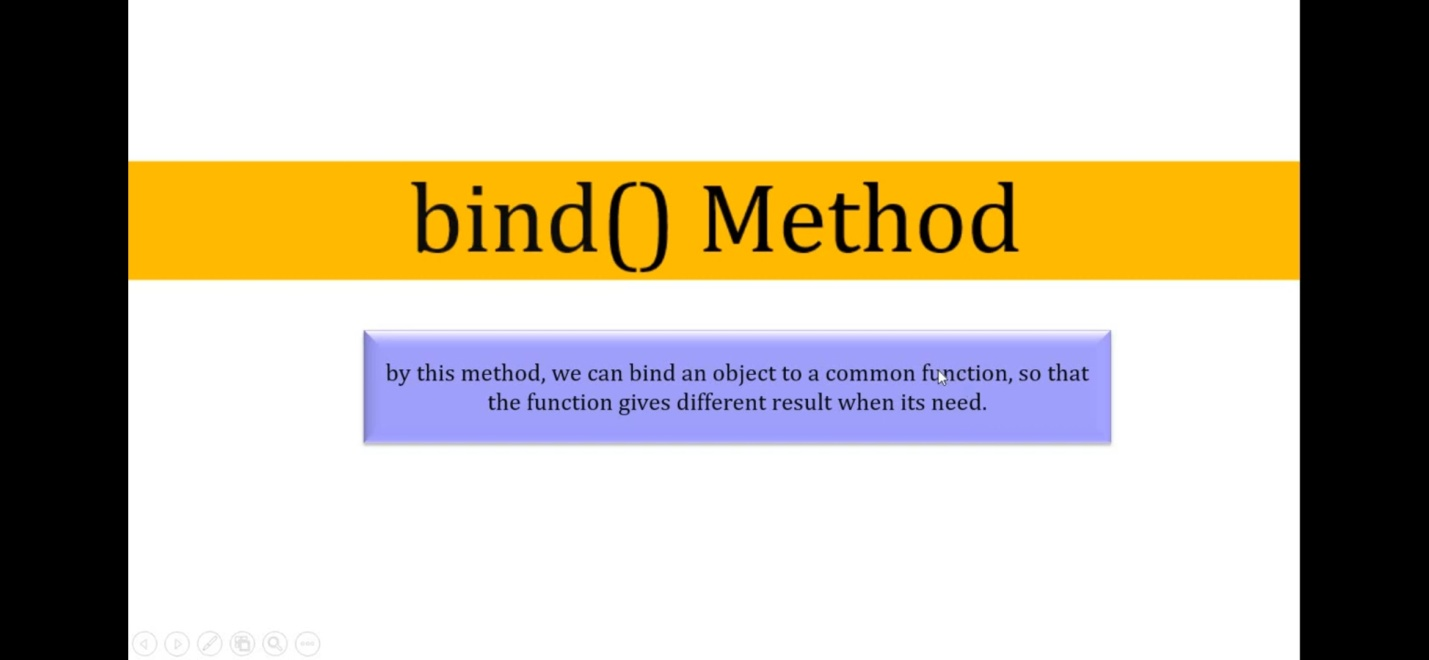 bind() Method
by this method, we can bind an object to a common function, so that
the function gives different result when its need.